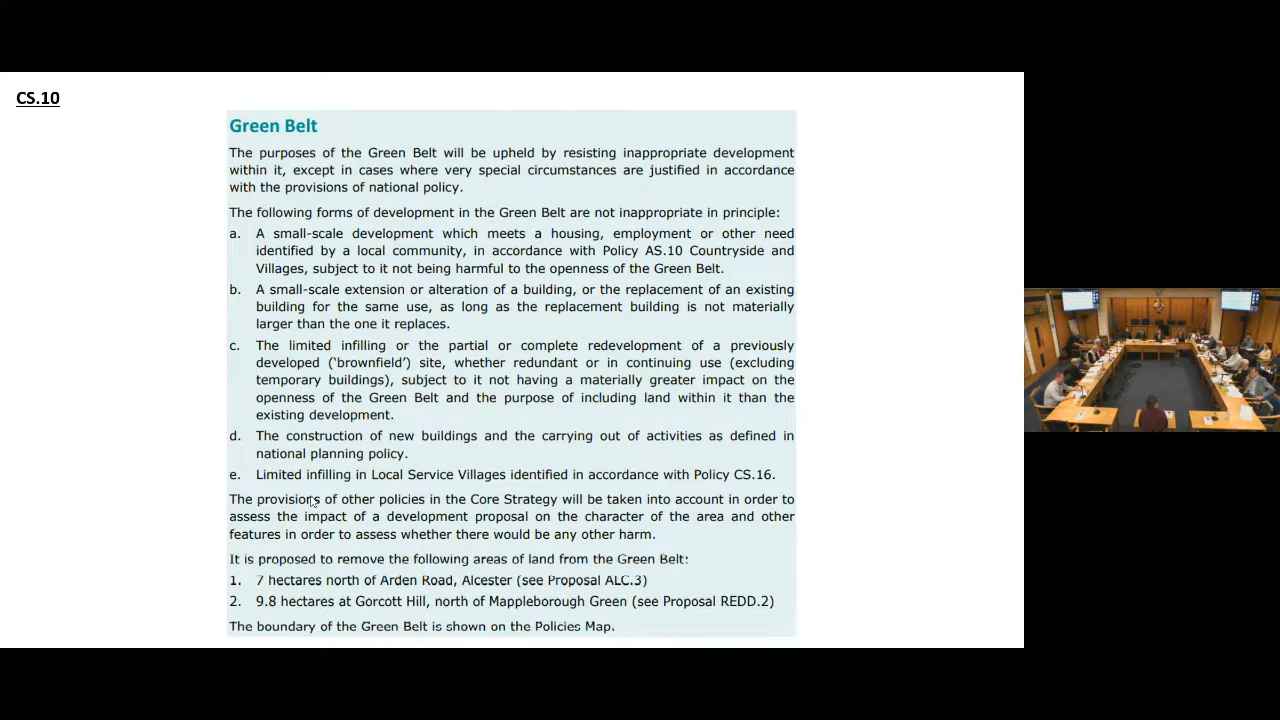 CS.10
Green Belt
The purposes of the Green Belt will be upheld by resisting inappropriate development
within it, except in cases where very special circumstances are justified in accordance
with the provisions of national policy.
The following forms of development in the Green Belt are not inappropriate in principle:
a. A small-scale development which meets a housing, employment or other need
identified by a local community, in accordance with Policy AS.10 Countryside and
Villages, subject to it not being harmful to the openness of the Green Belt.
b. A small-scale extension or alteration of a building, or the replacement of an existing
building for the same use, as long as the replacement building is not materially
larger than the one it replaces.
c. The limited infilling or the partial or complete redevelopment of a previously
developed (‘brownfield’) site, whether redundant or in continuing use (excluding
temporary buildings), subject to it not having a materially greater impact on the
openness of the Green Belt and the purpose of including land within it than the
existing development.
d. The construction of new buildings and the carrying out of activities as defined in
national planning policy.
e. Limited infilling in Local Service Villages identified in accordance with Policy CS.16.
The provisions of other policies in the Core Strategy will be taken into account in order to
assess the impact of a development proposal on the character of the area and other
features in order to assess whether there would be any other harm.
It is proposed to remove the following areas of land from the Green Belt:
1. 7 hectares north of Arden Road, Alcester (see Proposal ALC.3)
2. 9.8 hectares at Gorcott Hill, north of Mappleborough Green (see Proposal REDD.2)
The boundary of the Green Belt is shown on the Policies Map.